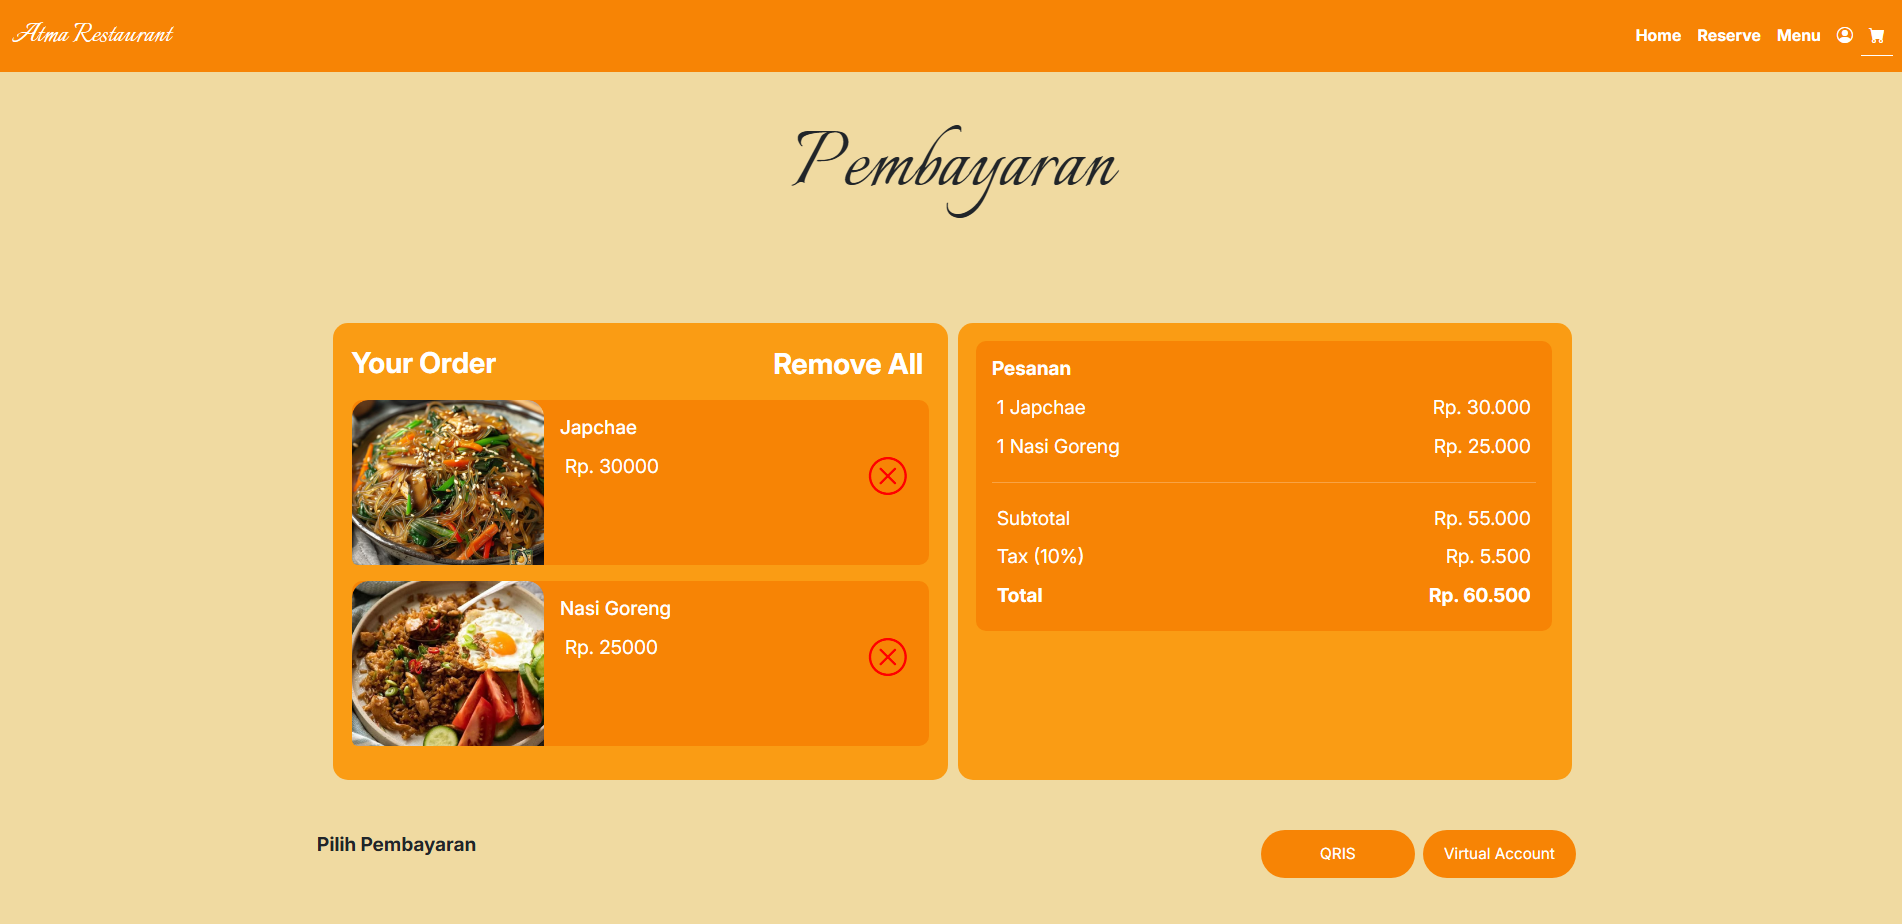 Atma Restaurant
Home Reserve Menu
Pembayaran
Your Order Remove All
Japchae
Rp. 30000
Nasi Goreng
Rp. 25000
Pesanan
1 Japchae Rp. 30.000
1 Nasi Goreng Rp. 25.000
Subtotal Rp. 55.000
Tax (10%) Rp. 5.500
Total Rp. 60.500
Pilih Pembayaran
QRIS Virtual Account